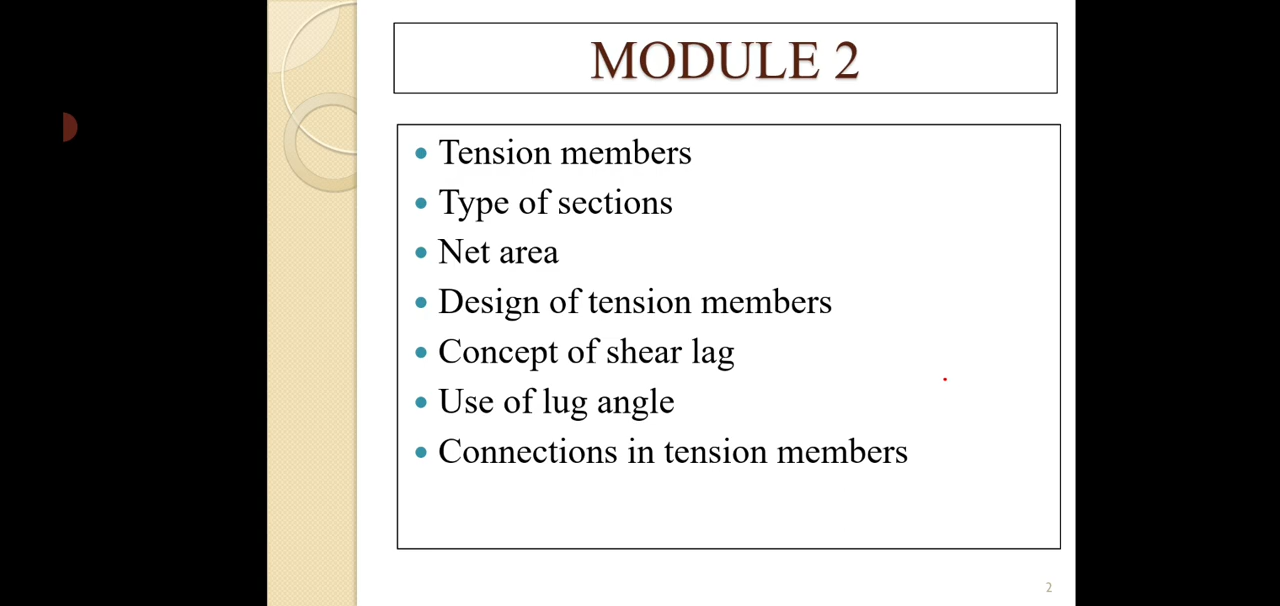 MODULE 2
• Tension members
• Type of sections
• Net area
• Design of tension members
• Concept of shear lag
• Use of lug angle
• Connections in tension members
2